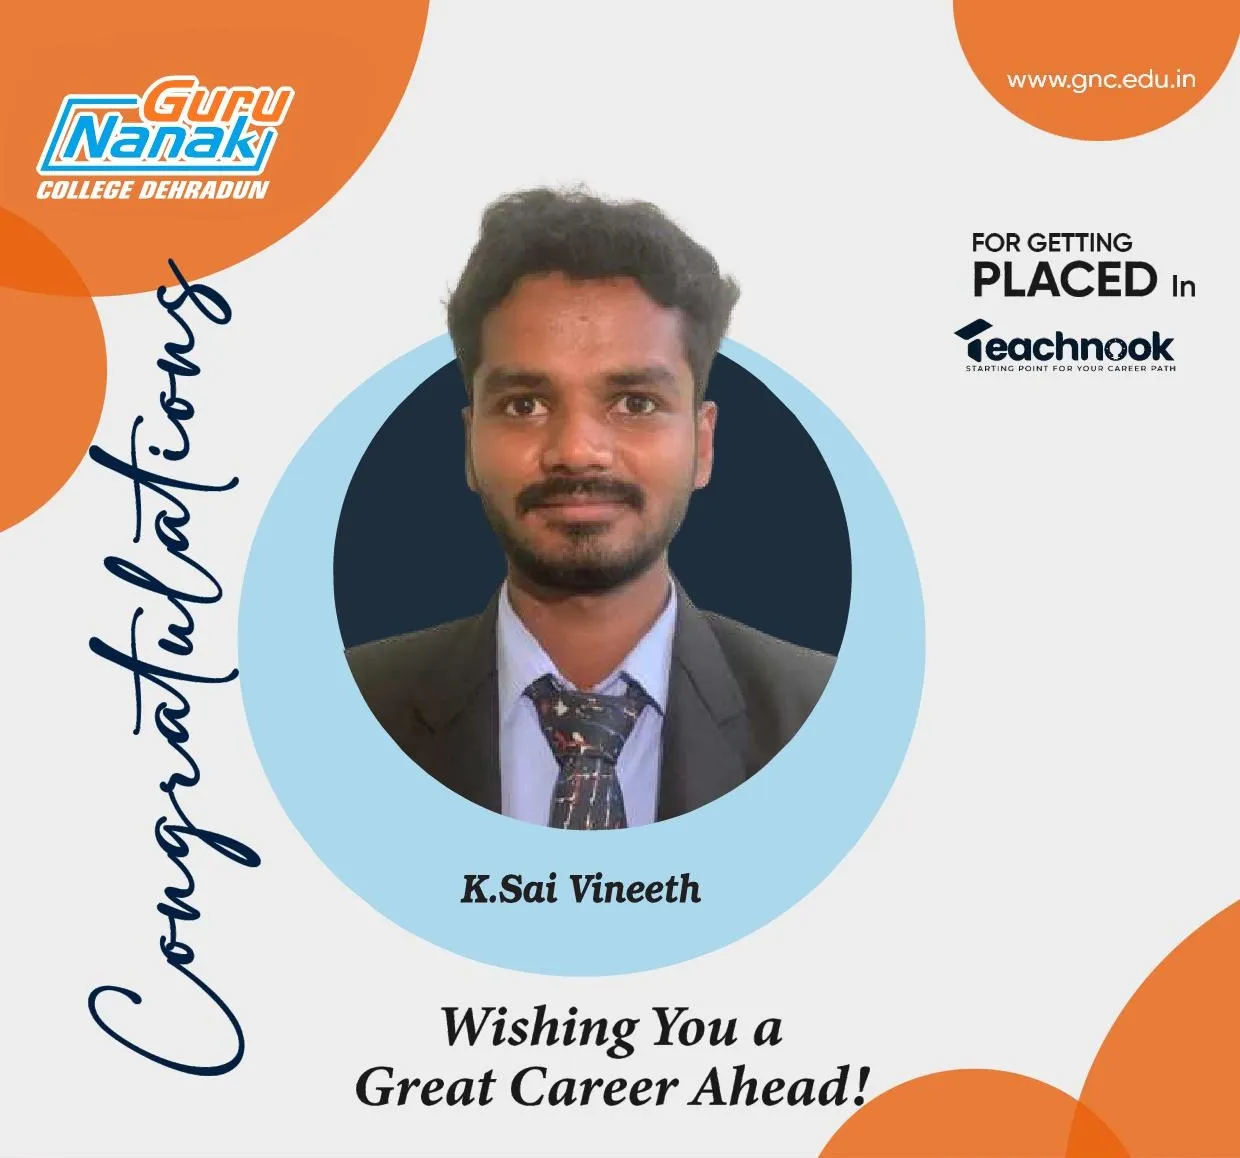 Guru
Nanak
COLLEGE DEHRADUN
www.gnc.edu.in
Congratulations
FOR GETTING
PLACED In
Teachnook
STARTING POINT FOR YOUR CAREER PATH
K.Sai Vineeth
Wishing You a
Great Career Ahead!